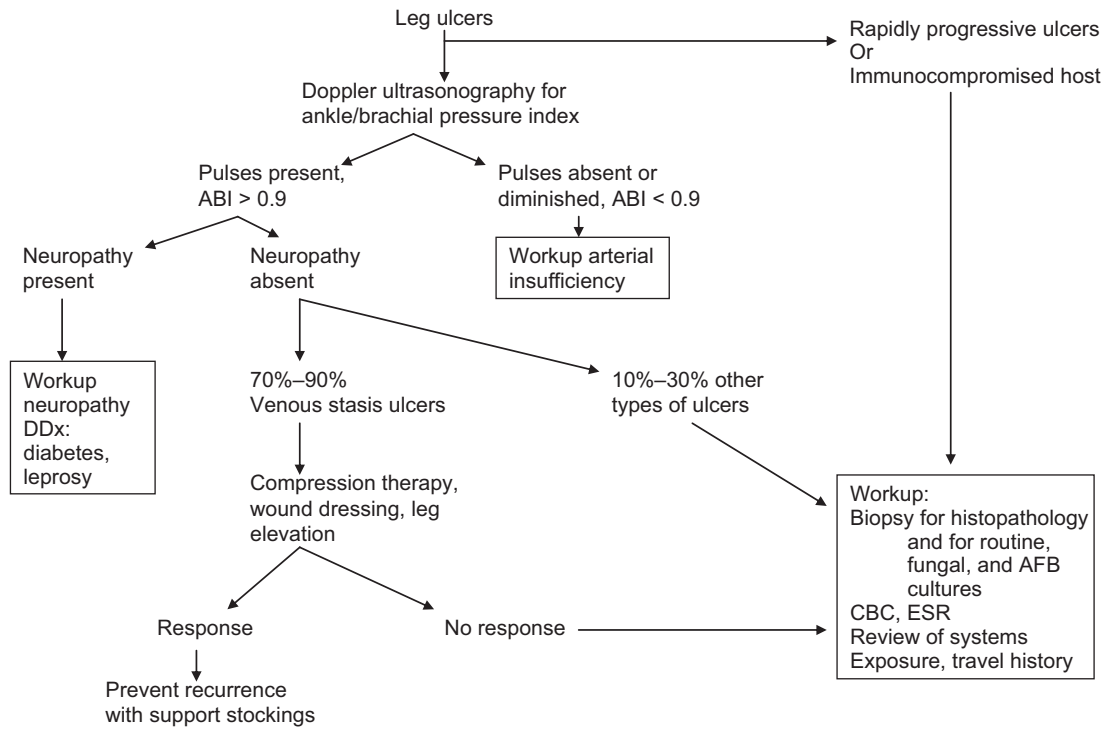 Leg ulcers
Rapidly progressive ulcers
Or
Immunocompromised host
Doppler ultrasonography for
ankle/brachial pressure index
Pulses present,
ABI > 0.9
Pulses absent or
diminished, ABI < 0.9
Neuropathy
present
Neuropathy
absent
Workup arterial
insufficiency
Workup
neuropathy
DDx:
diabetes,
leprosy
70%–90%
Venous stasis ulcers
10%–30% other
types of ulcers
Compression therapy,
wound dressing, leg
elevation
Workup:
Biopsy for histopathology
and for routine,
fungal, and AFB
cultures
CBC, ESR
Review of systems
Exposure, travel history
Response
No response
Prevent recurrence
with support stockings